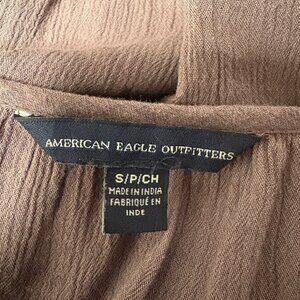 AMERICAN EAGLE OUTFITTERS
S/P/CH
MADE IN INDIA
FABRIQUÉ EN
INDE